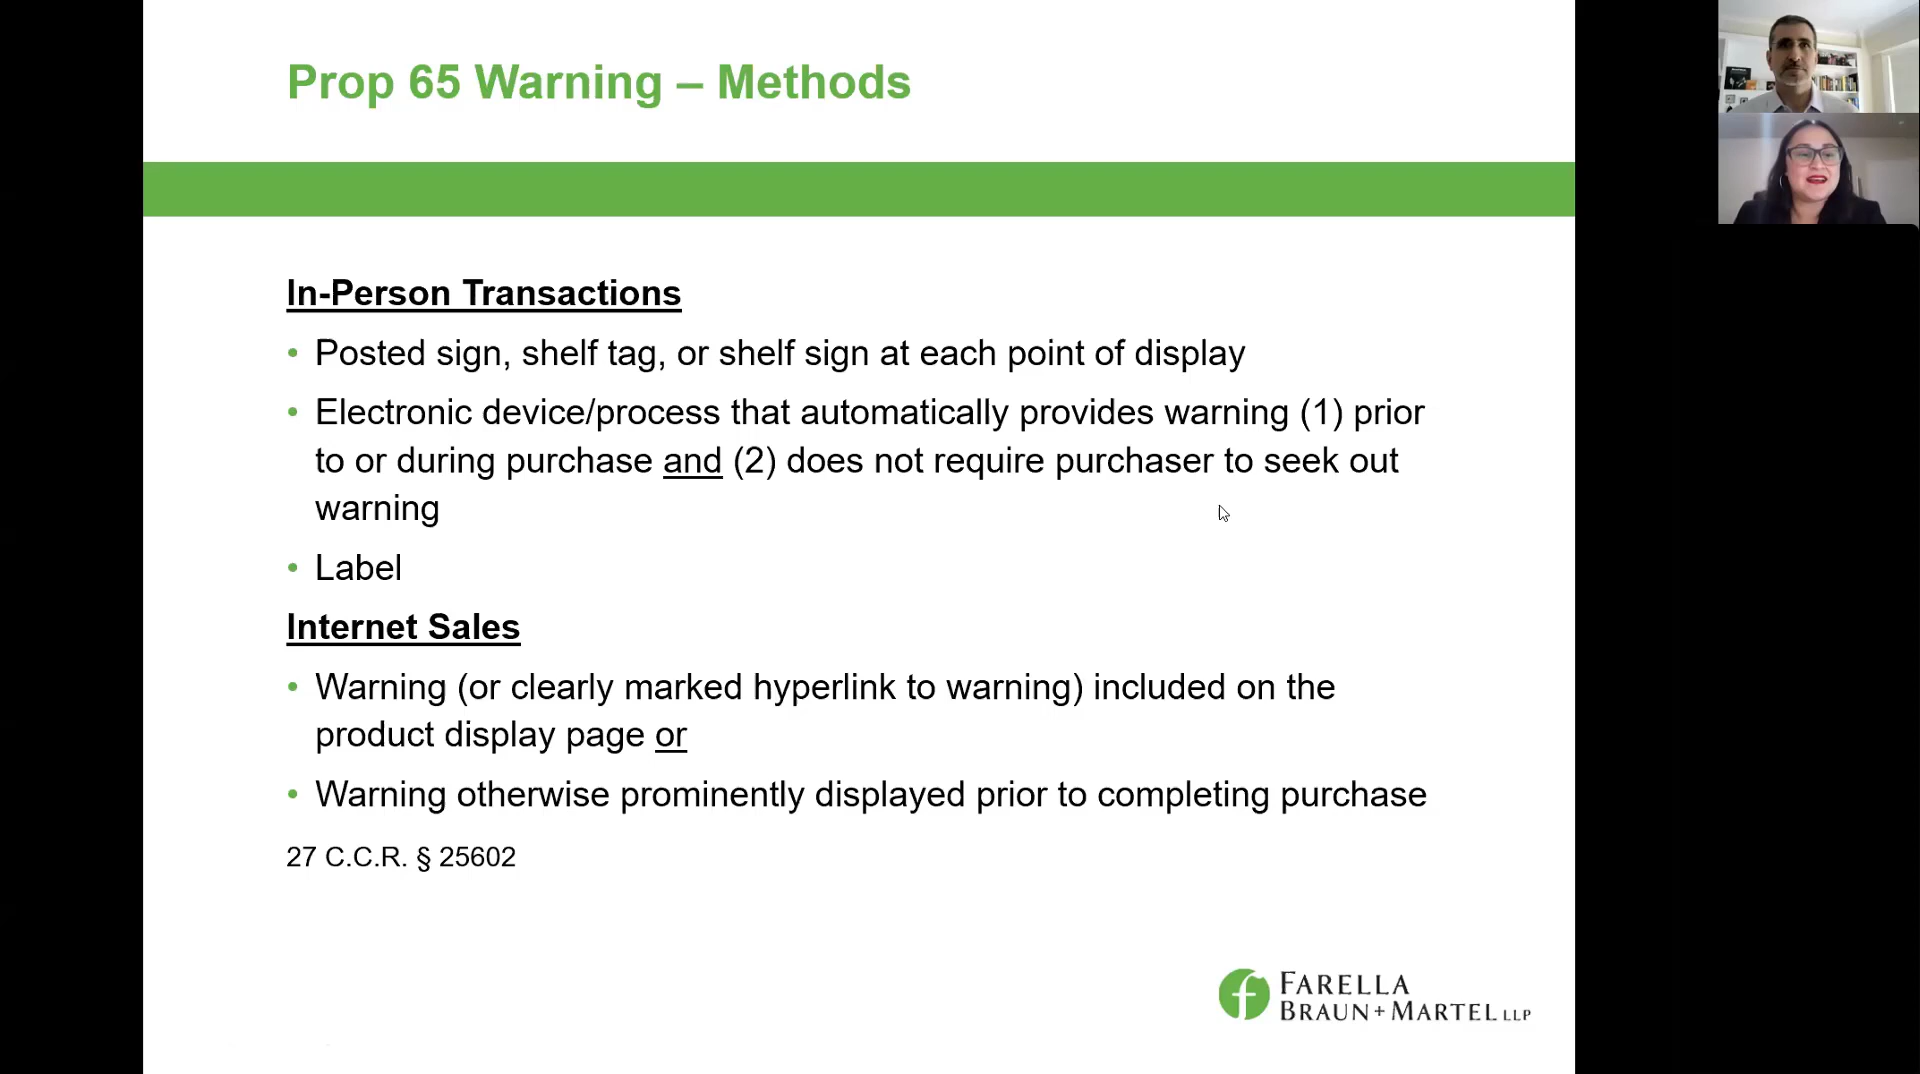 Prop 65 Warning – Methods
In-Person Transactions
• Posted sign, shelf tag, or shelf sign at each point of display
• Electronic device/process that automatically provides warning (1) prior
to or during purchase and (2) does not require purchaser to seek out
warning
• Label
Internet Sales
• Warning (or clearly marked hyperlink to warning) included on the
product display page or
• Warning otherwise prominently displayed prior to completing purchase
27 C.C.R. § 25602
f FARELLA
BRAUN+MARTEL LLP